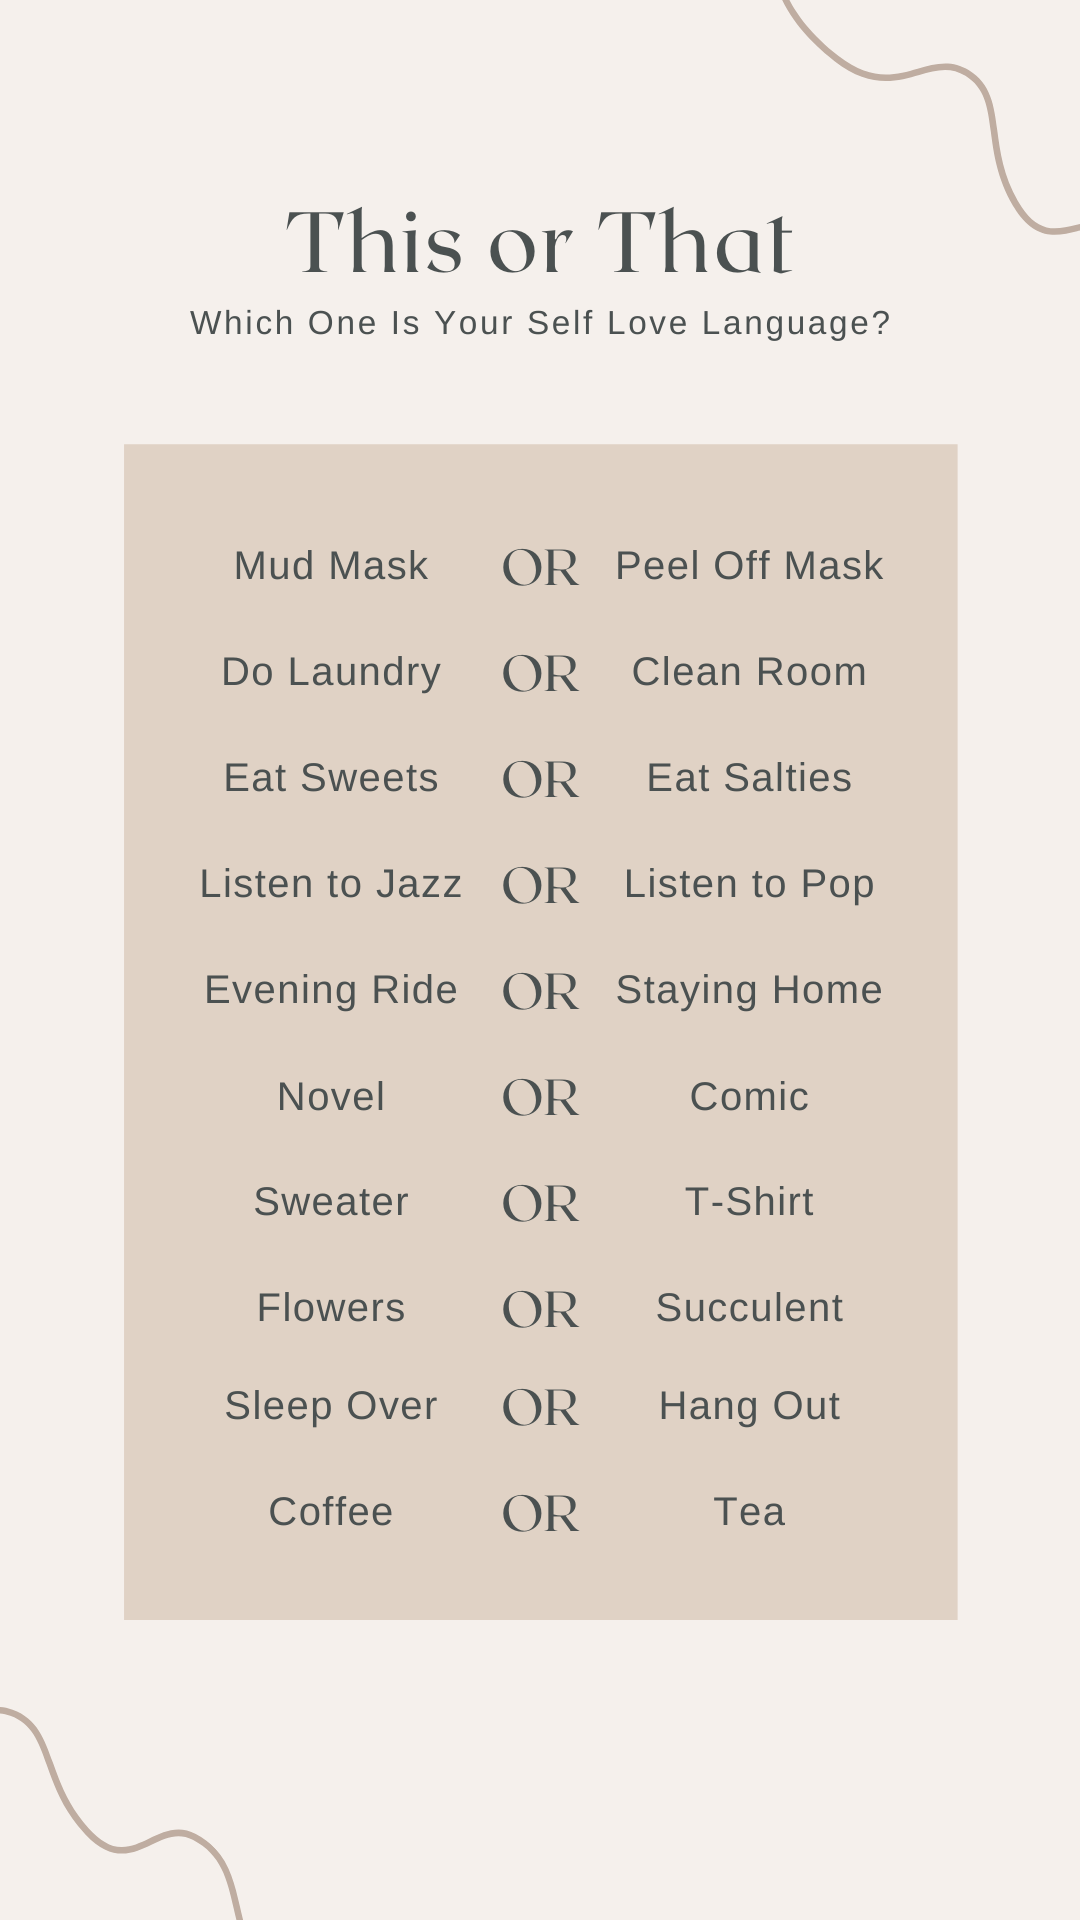 This or That
Which One Is Your Self Love Language?
Mud Mask OR Peel Off Mask
Do Laundry OR Clean Room
Eat Sweets OR Eat Salties
Listen to Jazz OR Listen to Pop
Evening Ride OR Staying Home
Novel OR Comic
Sweater OR T-Shirt
Flowers OR Succulent
Sleep Over OR Hang Out
Coffee OR Tea